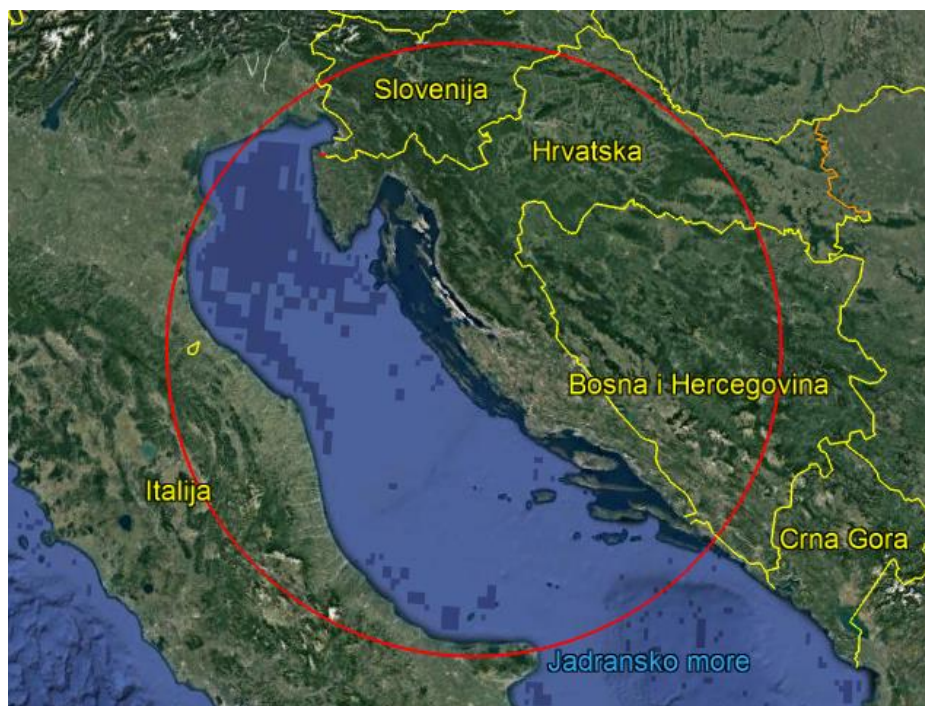 Slovenija
Hrvatska
Bosna i Hercegovina
Italija
Crna Gora
Jadransko more